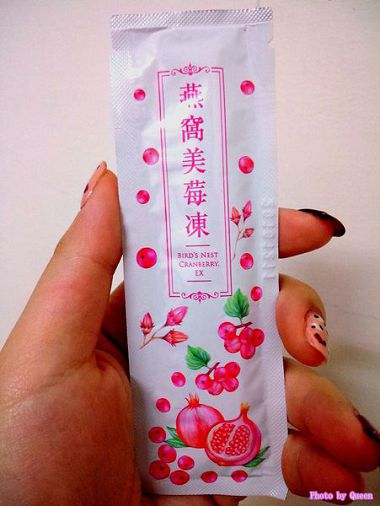 燕窩美莓凍
BIRD'S NEST
CRANBERRY.
EX
Photo by Queen